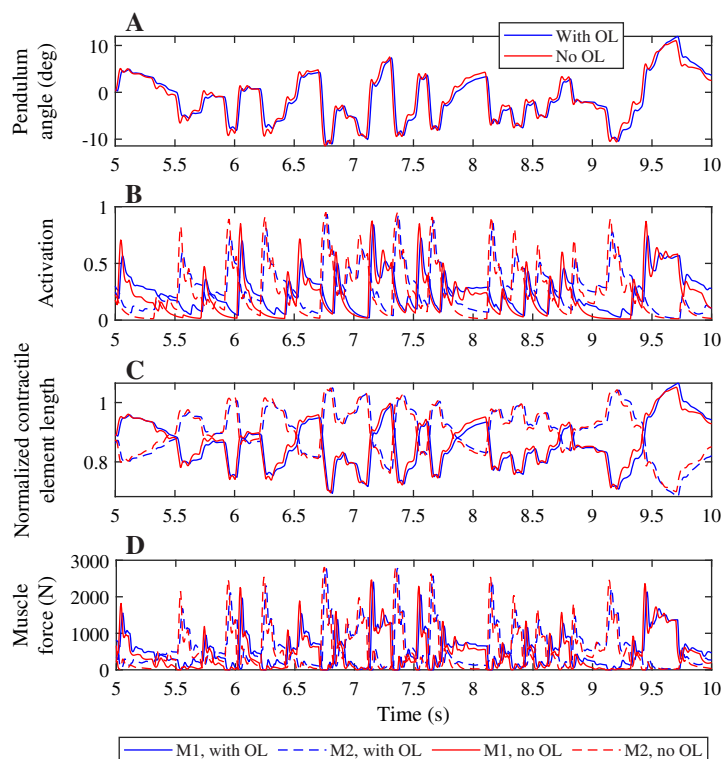 A
With OL
No OL
Pendulum
angle (deg)
10
0
-10
5 5.5 6 6.5 7 7.5 8 8.5 9 9.5 10
B
Activation
1
0.5
0
5 5.5 6 6.5 7 7.5 8 8.5 9 9.5 10
C
Normalized contractile
element length
1
0.8
5 5.5 6 6.5 7 7.5 8 8.5 9 9.5 10
D
Muscle
force (N)
3000
2000
1000
0
5 5.5 6 6.5 7 7.5 8 8.5 9 9.5 10
Time (s)
M1, with OL M2, with OL M1, no OL M2, no OL